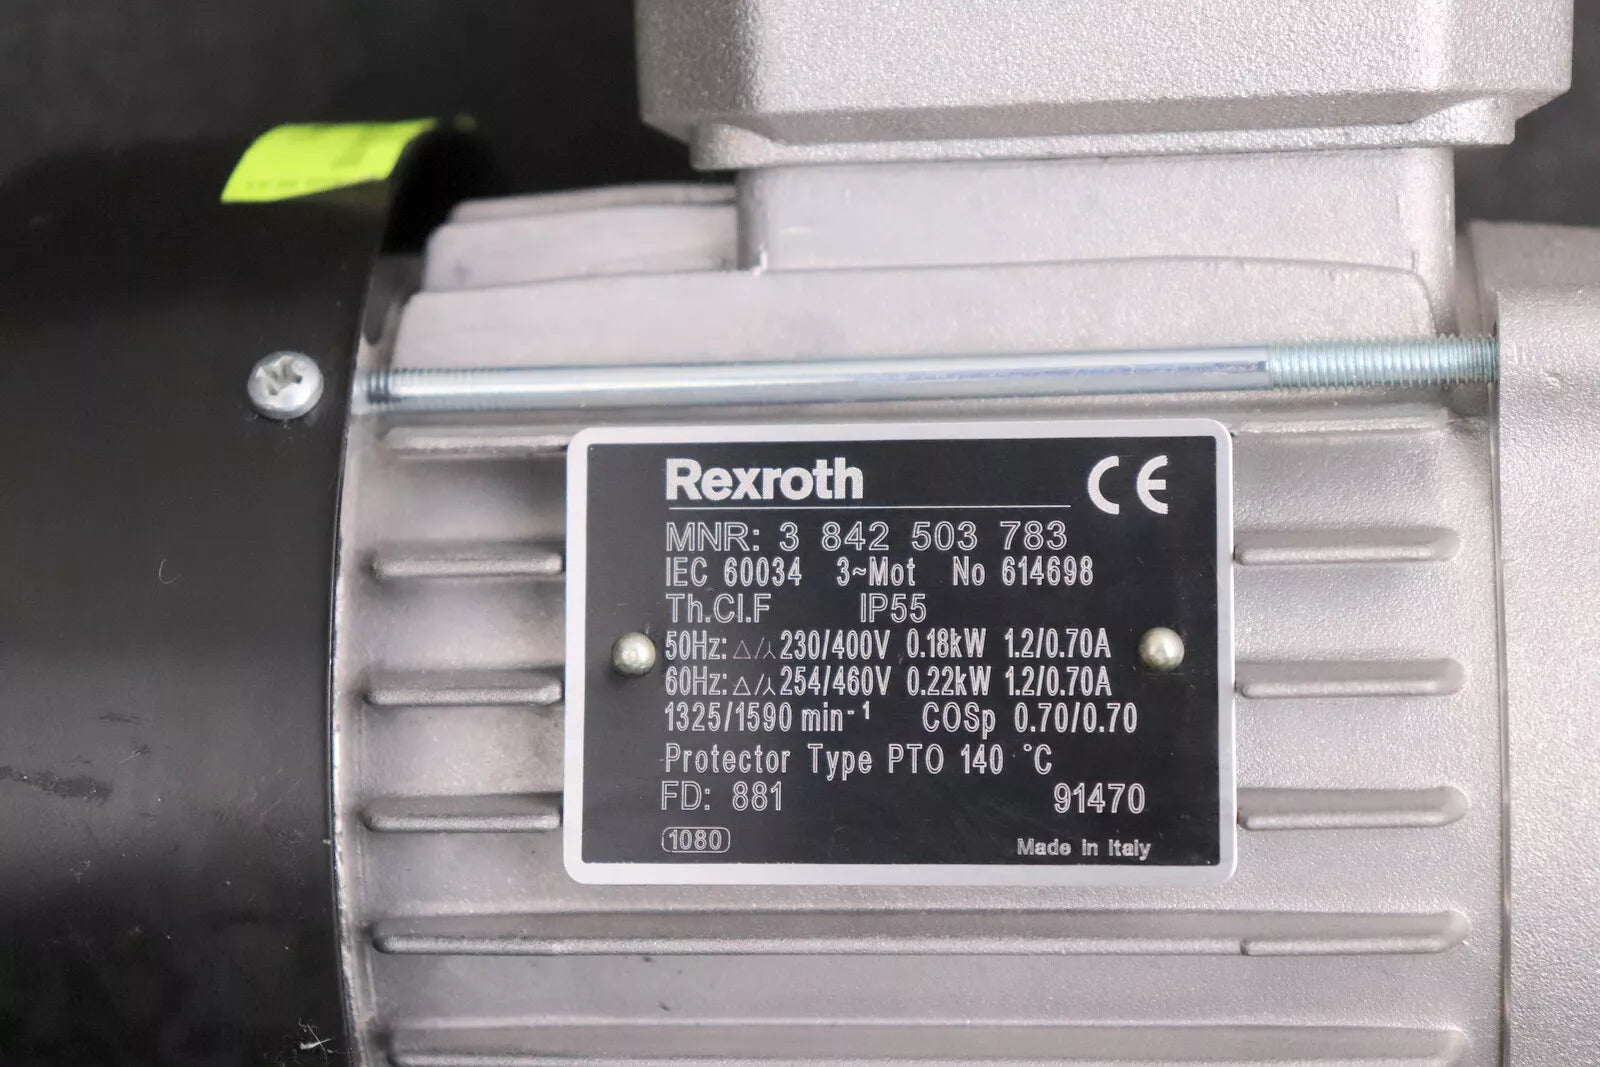 Rexroth CE
MNR: 3 842 503 783
IEC 60034 3~Mot No 614698
Th.Cl.F IP55
50Hz: △/⅄ 230/400V 0.18kW 1.2/0.70A
60Hz: △/⅄ 254/460V 0.22kW 1.2/0.70A
1325/1590 min-1 COSp 0.70/0.70
Protector Type PTO 140 °C
FD: 881 91470
1080 Made in Italy